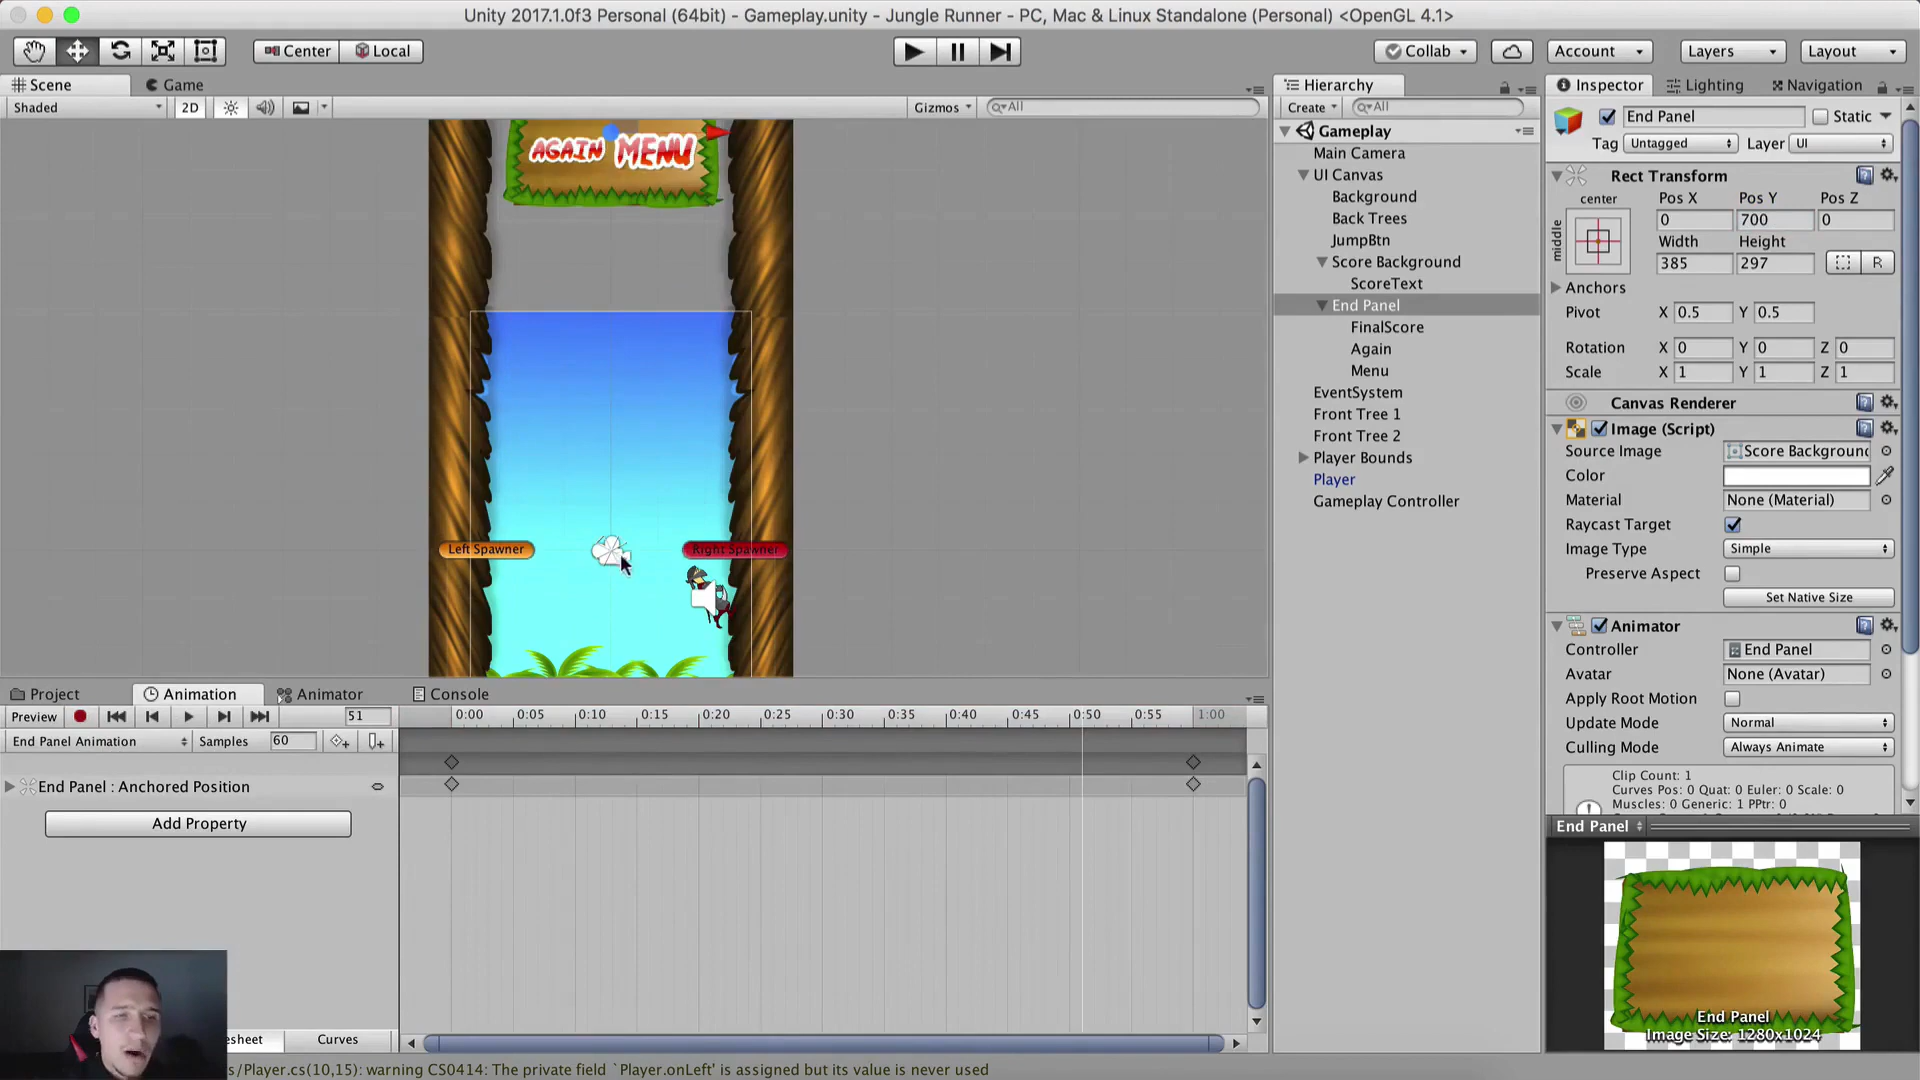 Unity 2017.1.0f3 Personal (64bit) - Gameplay.unity - Jungle Runner - PC, Mac & Linux Standalone (Personal) <OpenGL 4.1>
Center Local Collab Account Layers Layout
Scene Game
Shaded 2D Gizmos All
AGAIN MENU
Left Spawner Right Spawner
Hierarchy
Create All
Gameplay
Main Camera
UI Canvas
Background
Back Trees
JumpBtn
Score Background
ScoreText
End Panel
FinalScore
Again
Menu
EventSystem
Front Tree 1
Front Tree 2
Player Bounds
Player
Gameplay Controller
Inspector Lighting Navigation
End Panel Static
Tag Untagged Layer UI
Rect Transform
center Pos X Pos Y Pos Z
middle 0 700 0
Width Height
385 297 R
Anchors
Pivot X 0.5 Y 0.5
Rotation X 0 Y 0 Z 0
Scale X 1 Y 1 Z 1
Canvas Renderer
Image (Script)
Source Image Score Background
Color
Material None (Material)
Raycast Target
Image Type Simple
Preserve Aspect
Set Native Size
Animator
Controller End Panel
Avatar None (Avatar)
Apply Root Motion
Update Mode Normal
Culling Mode Always Animate
Clip Count: 1
Curves Pos: 0 Quat: 0 Euler: 0 Scale: 0
Muscles: 0 Generic: 1 PPtr: 0
End Panel
End Panel
Image Size: 1280x1024
Project Animation Animator Console
Preview 51 0:00 0:05 0:10 0:15 0:20 0:25 0:30 0:35 0:40 0:45 0:50 0:55 1:00
End Panel Animation Samples 60
End Panel : Anchored Position
Add Property
esheet Curves
s/Player.cs(10,15): warning CS0414: The private field `Player.onLeft' is assigned but its value is never used